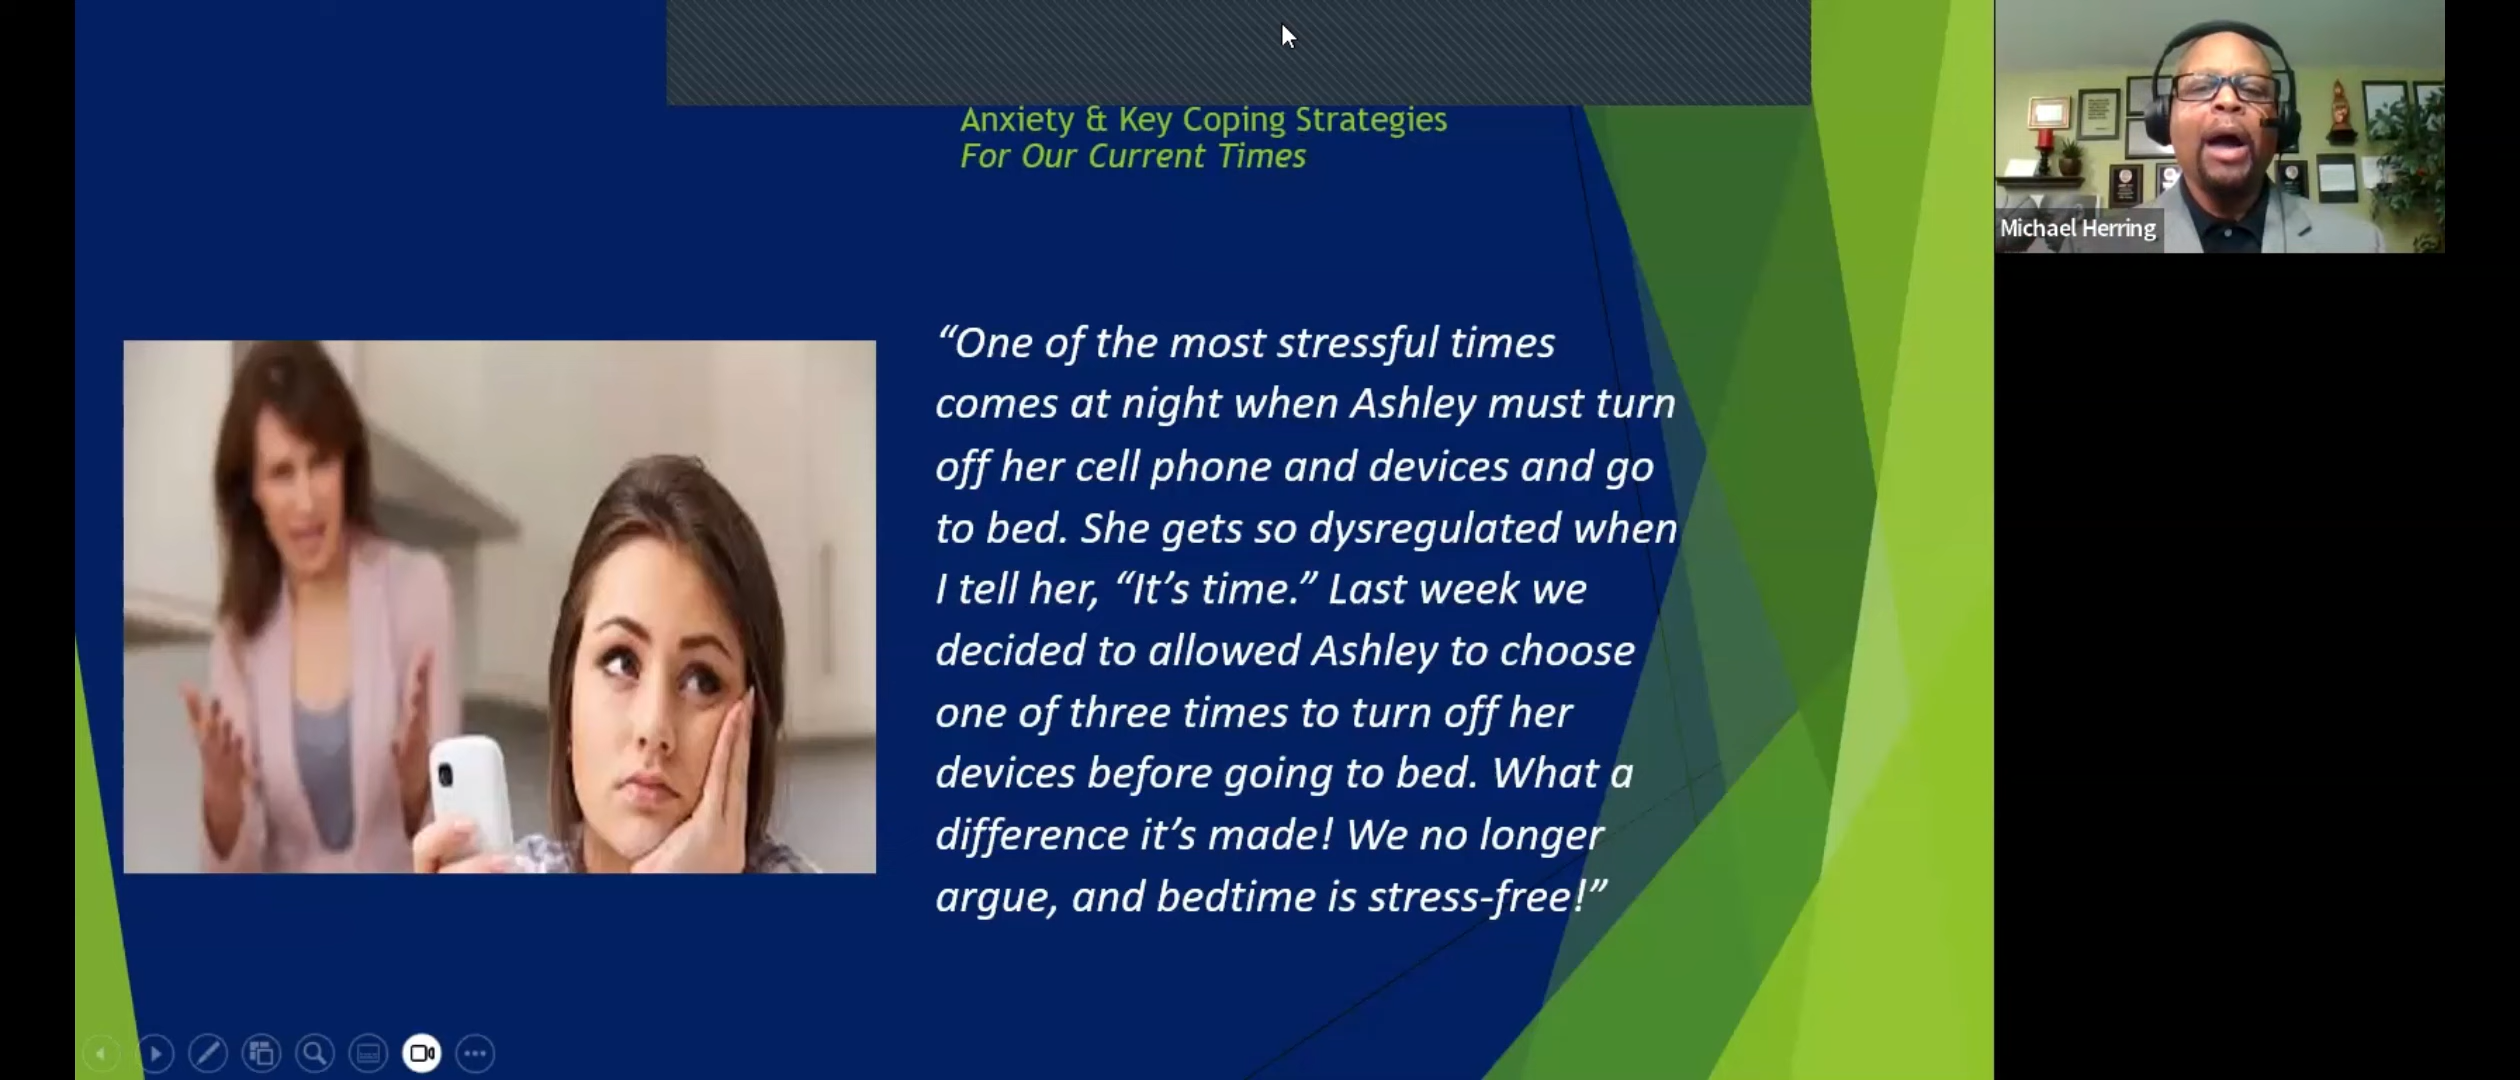 Anxiety & Key Coping Strategies
For Our Current Times
Michael Herring
“One of the most stressful times
comes at night when Ashley must turn
off her cell phone and devices and go
to bed. She gets so dysregulated when
I tell her, “It’s time.” Last week we
decided to allowed Ashley to choose
one of three times to turn off her
devices before going to bed. What a
difference it’s made! We no longer
argue, and bedtime is stress-free!”